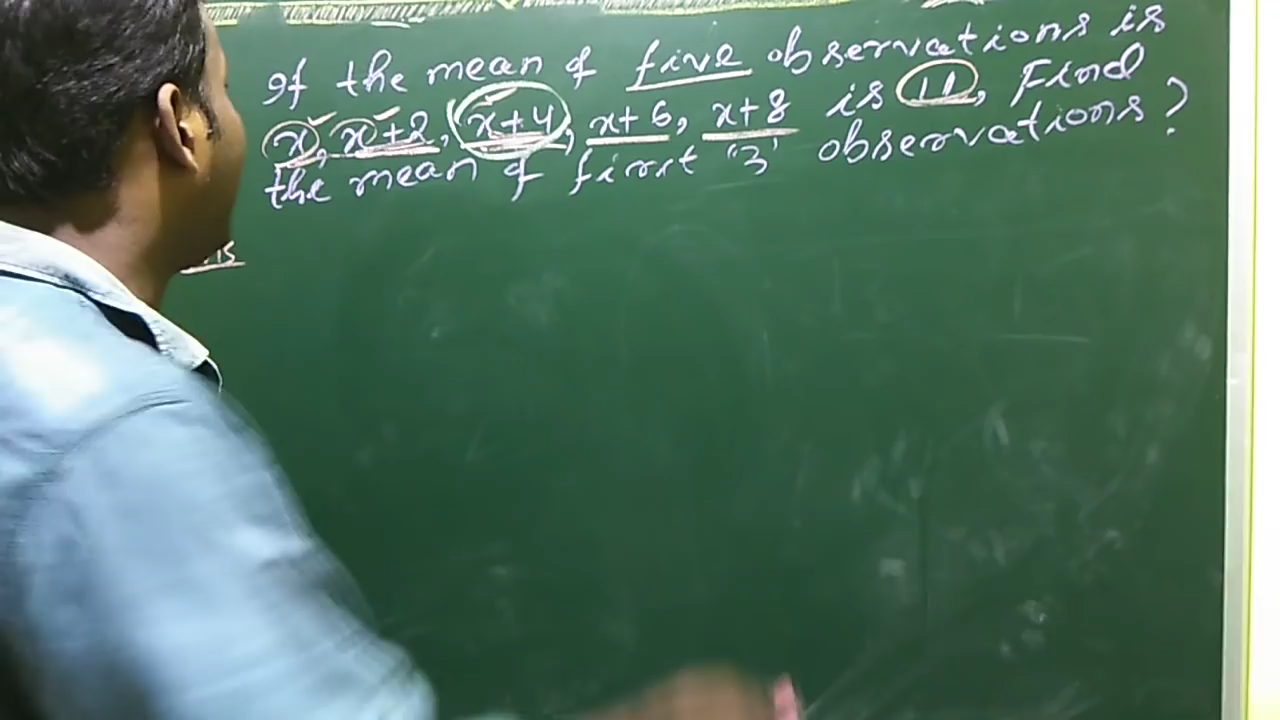 If the mean of five observations is
x, x+2, x+4, x+6, x+8 is 11, Find
the mean of first '3' observations?